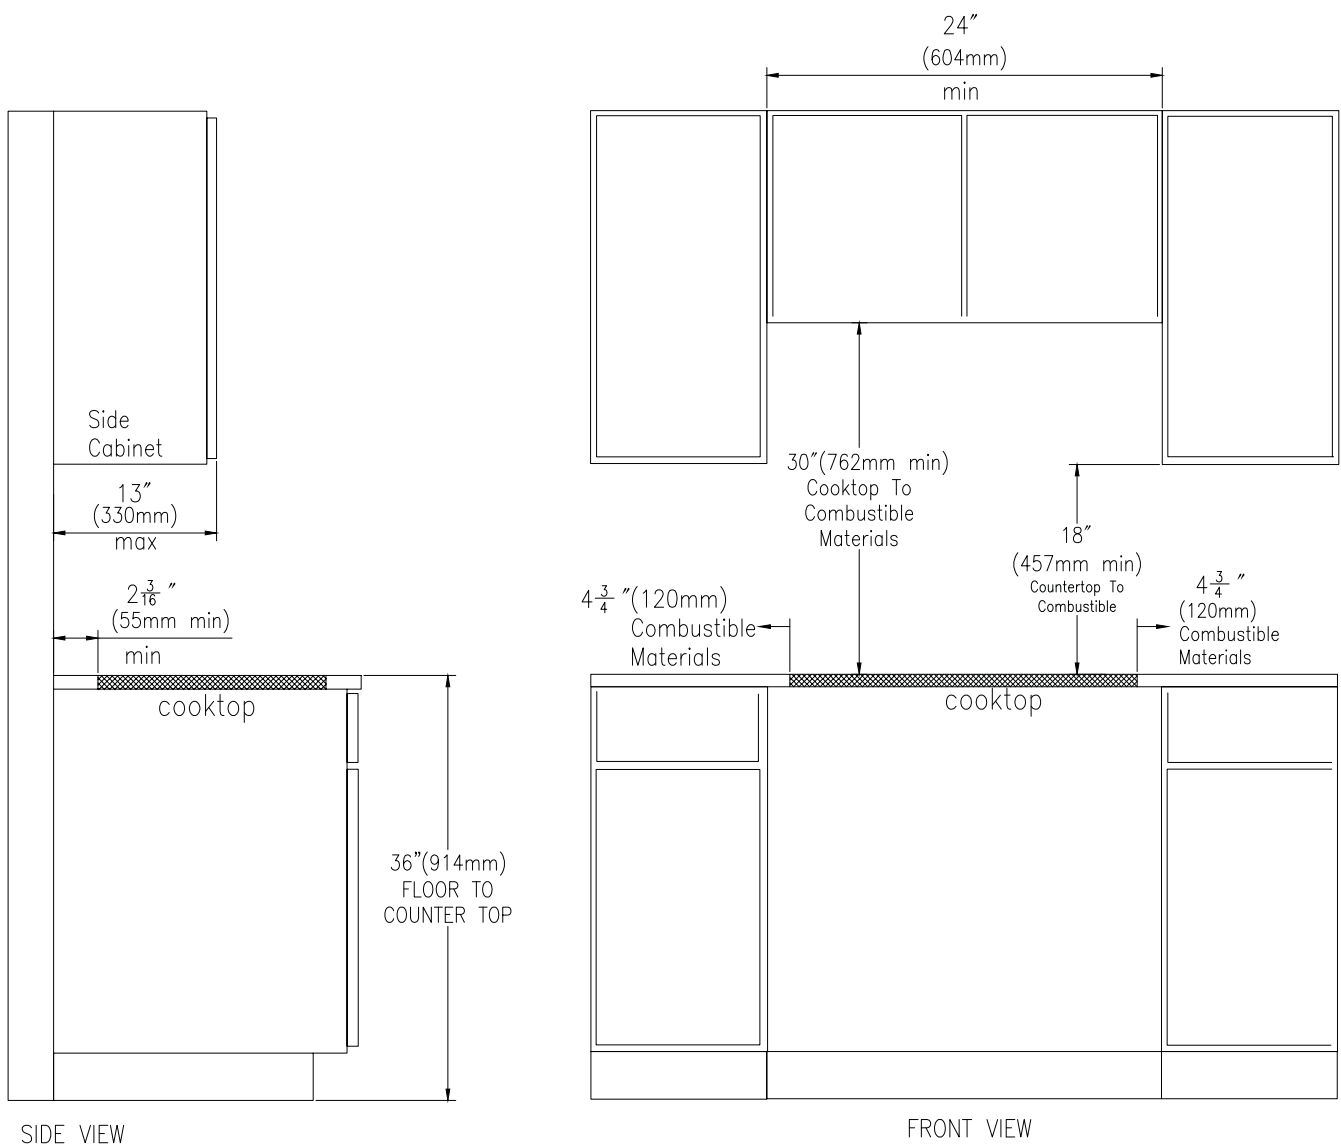 24"
(604mm)
min
Side
Cabinet
13"
(330mm)
max
2 3/16 "
(55mm min)
min
cooktop
36"(914mm)
FLOOR TO
COUNTER TOP
SIDE VIEW
30"(762mm min)
Cooktop To
Combustible
Materials
18"
(457mm min)
Countertop To
Combustible
4 3/4 "(120mm)
Combustible
Materials
4 3/4 "
(120mm)
Combustible
Materials
cooktop
FRONT VIEW